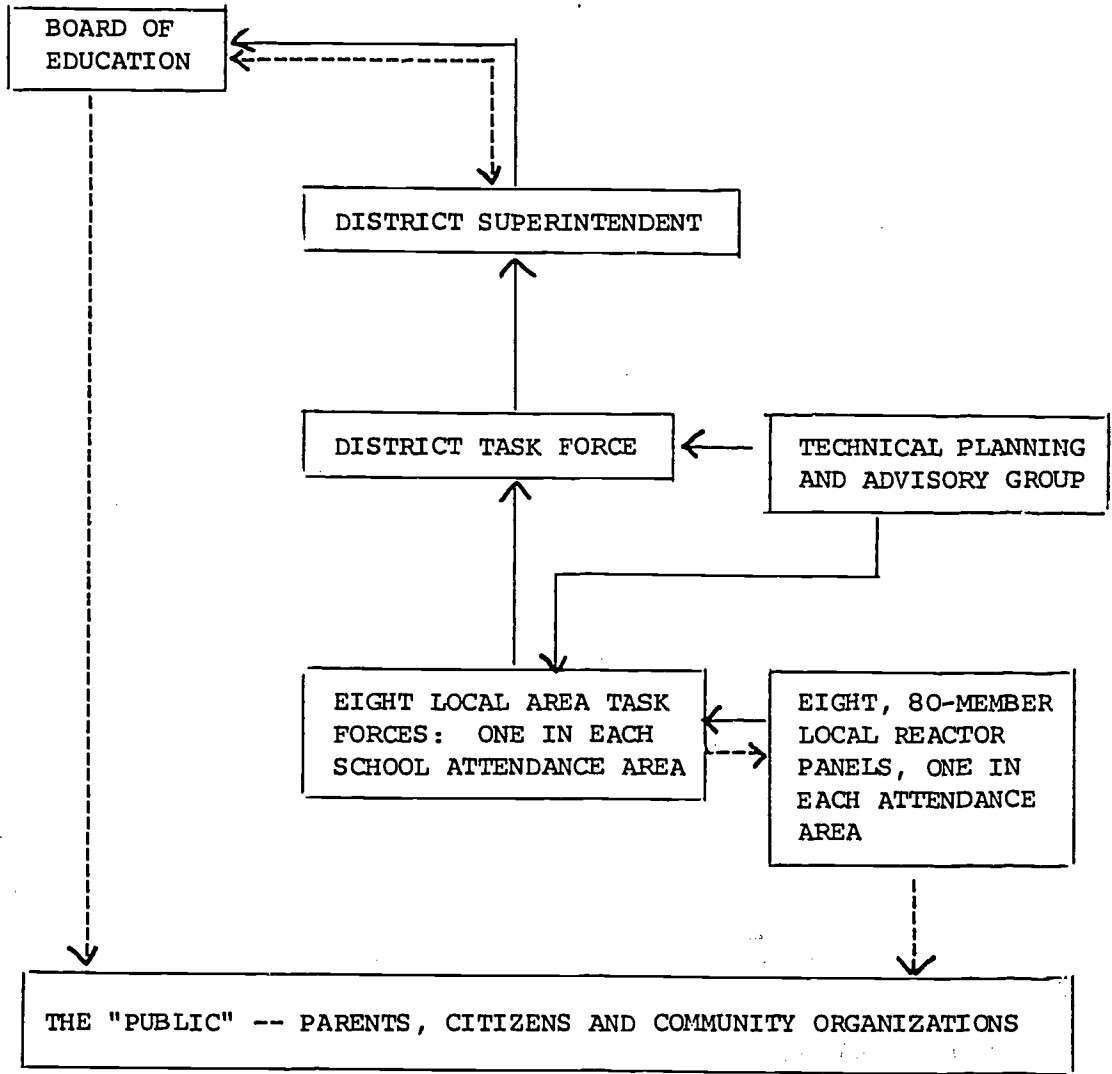 BOARD OF
EDUCATION
DISTRICT SUPERINTENDENT
DISTRICT TASK FORCE
TECHNICAL PLANNING
AND ADVISORY GROUP
EIGHT LOCAL AREA TASK
FORCES: ONE IN EACH
SCHOOL ATTENDANCE AREA
EIGHT, 80-MEMBER
LOCAL REACTOR
PANELS, ONE IN
EACH ATTENDANCE
AREA
THE "PUBLIC" -- PARENTS, CITIZENS AND COMMUNITY ORGANIZATIONS